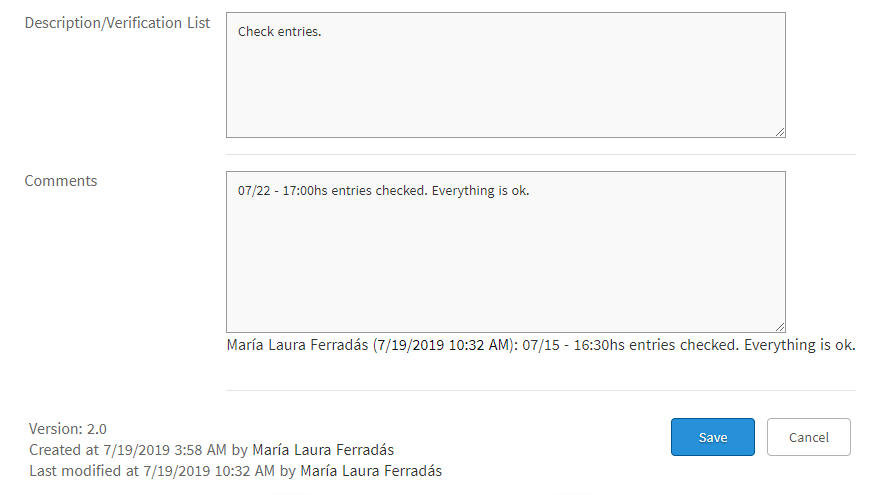 Description/Verification List
Check entries.
Comments
07/22 - 17:00hs entries checked. Everything is ok.
María Laura Ferradás (7/19/2019 10:32 AM): 07/15 - 16:30hs entries checked. Everything is ok.
Version: 2.0
Created at 7/19/2019 3:58 AM by María Laura Ferradás
Last modified at 7/19/2019 10:32 AM by María Laura Ferradás
Save
Cancel